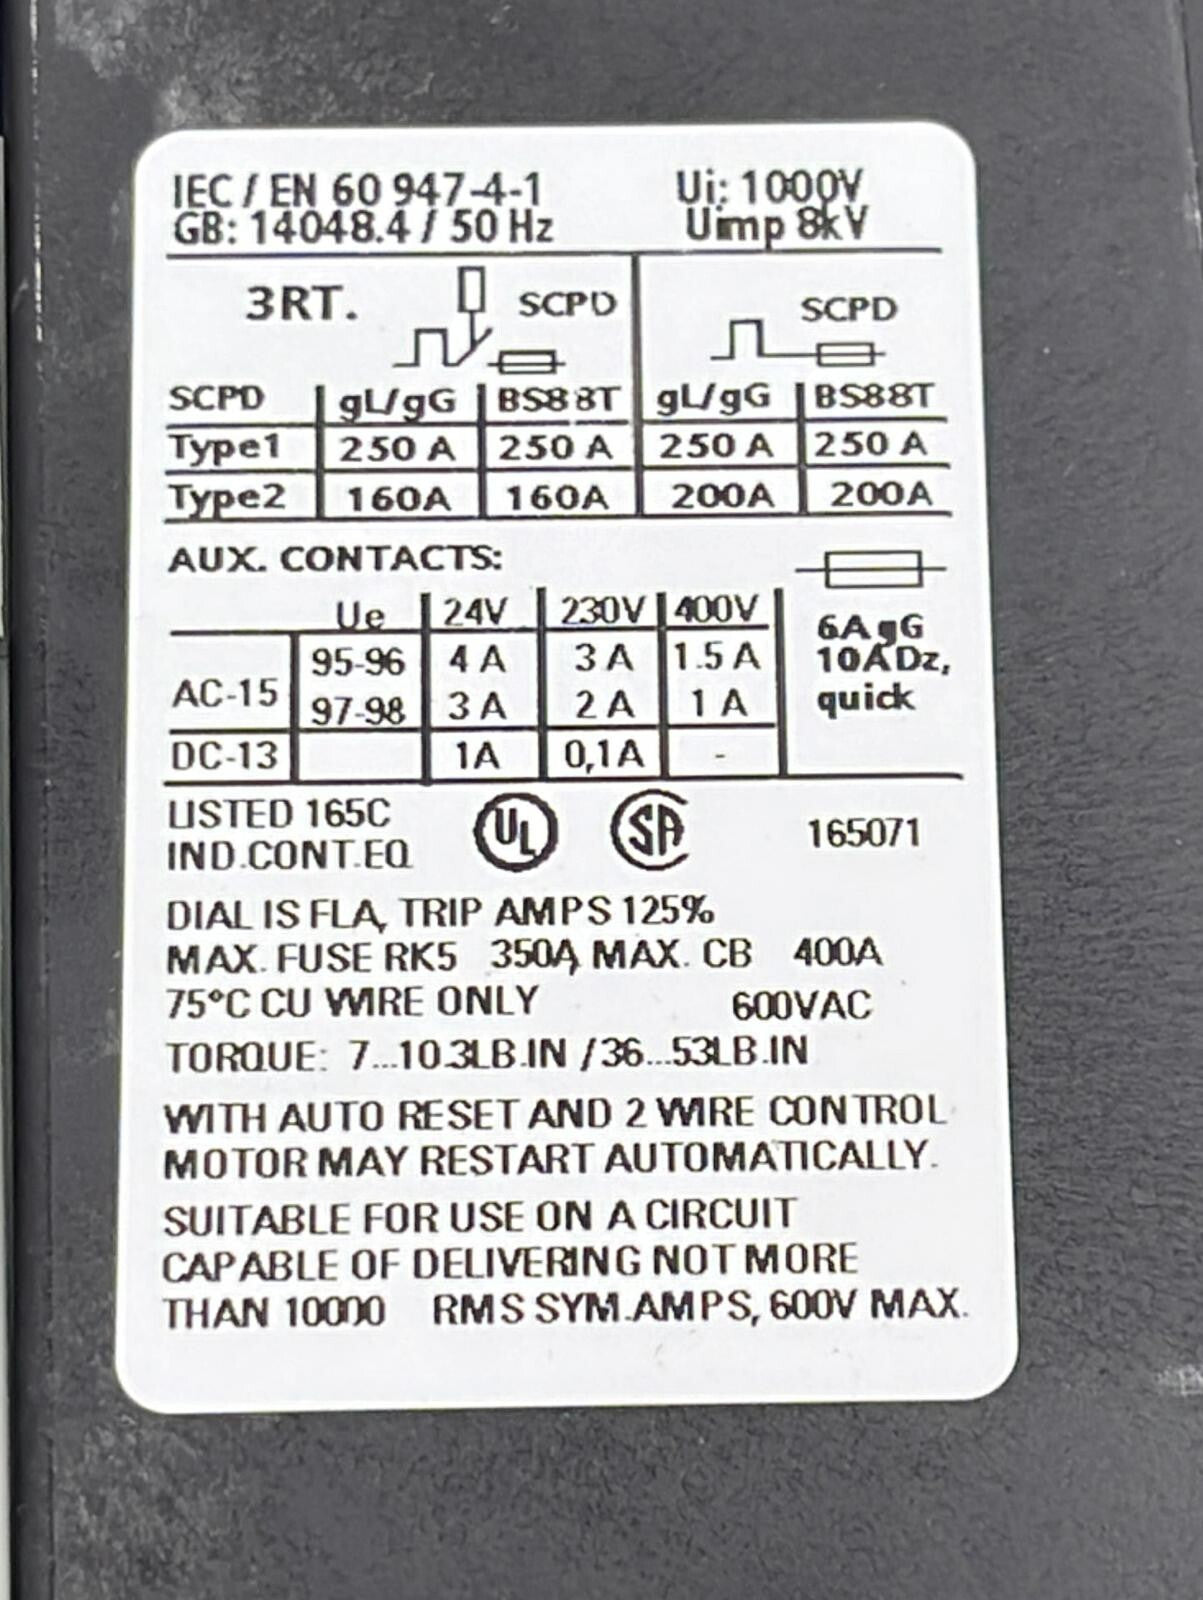 IEC / EN 60 947-4-1 Ui: 1000V
GB: 14048.4 / 50 Hz Uimp 8kV
3RT. SCPD SCPD
SCPD gL/gG BS88T gL/gG BS88T
Type1 250 A 250 A 250 A 250 A
Type2 160A 160A 200A 200A
AUX. CONTACTS:
Ue 24V 230V 400V
AC-15 95-96 4 A 3 A 1.5 A
97-98 3 A 2 A 1 A
DC-13 1A 0,1A -
6A gG
10A Dz,
quick
LISTED 165C
IND.CONT.EQ
UL SA 165071
DIAL IS FLA, TRIP AMPS 125%
MAX. FUSE RK5 350A, MAX. CB 400A
75°C CU WIRE ONLY 600VAC
TORQUE: 7...10.3LB.IN /36...53LB.IN
WITH AUTO RESET AND 2 WIRE CONTROL
MOTOR MAY RESTART AUTOMATICALLY.
SUITABLE FOR USE ON A CIRCUIT
CAPABLE OF DELIVERING NOT MORE
THAN 10000 RMS SYM.AMPS, 600V MAX.